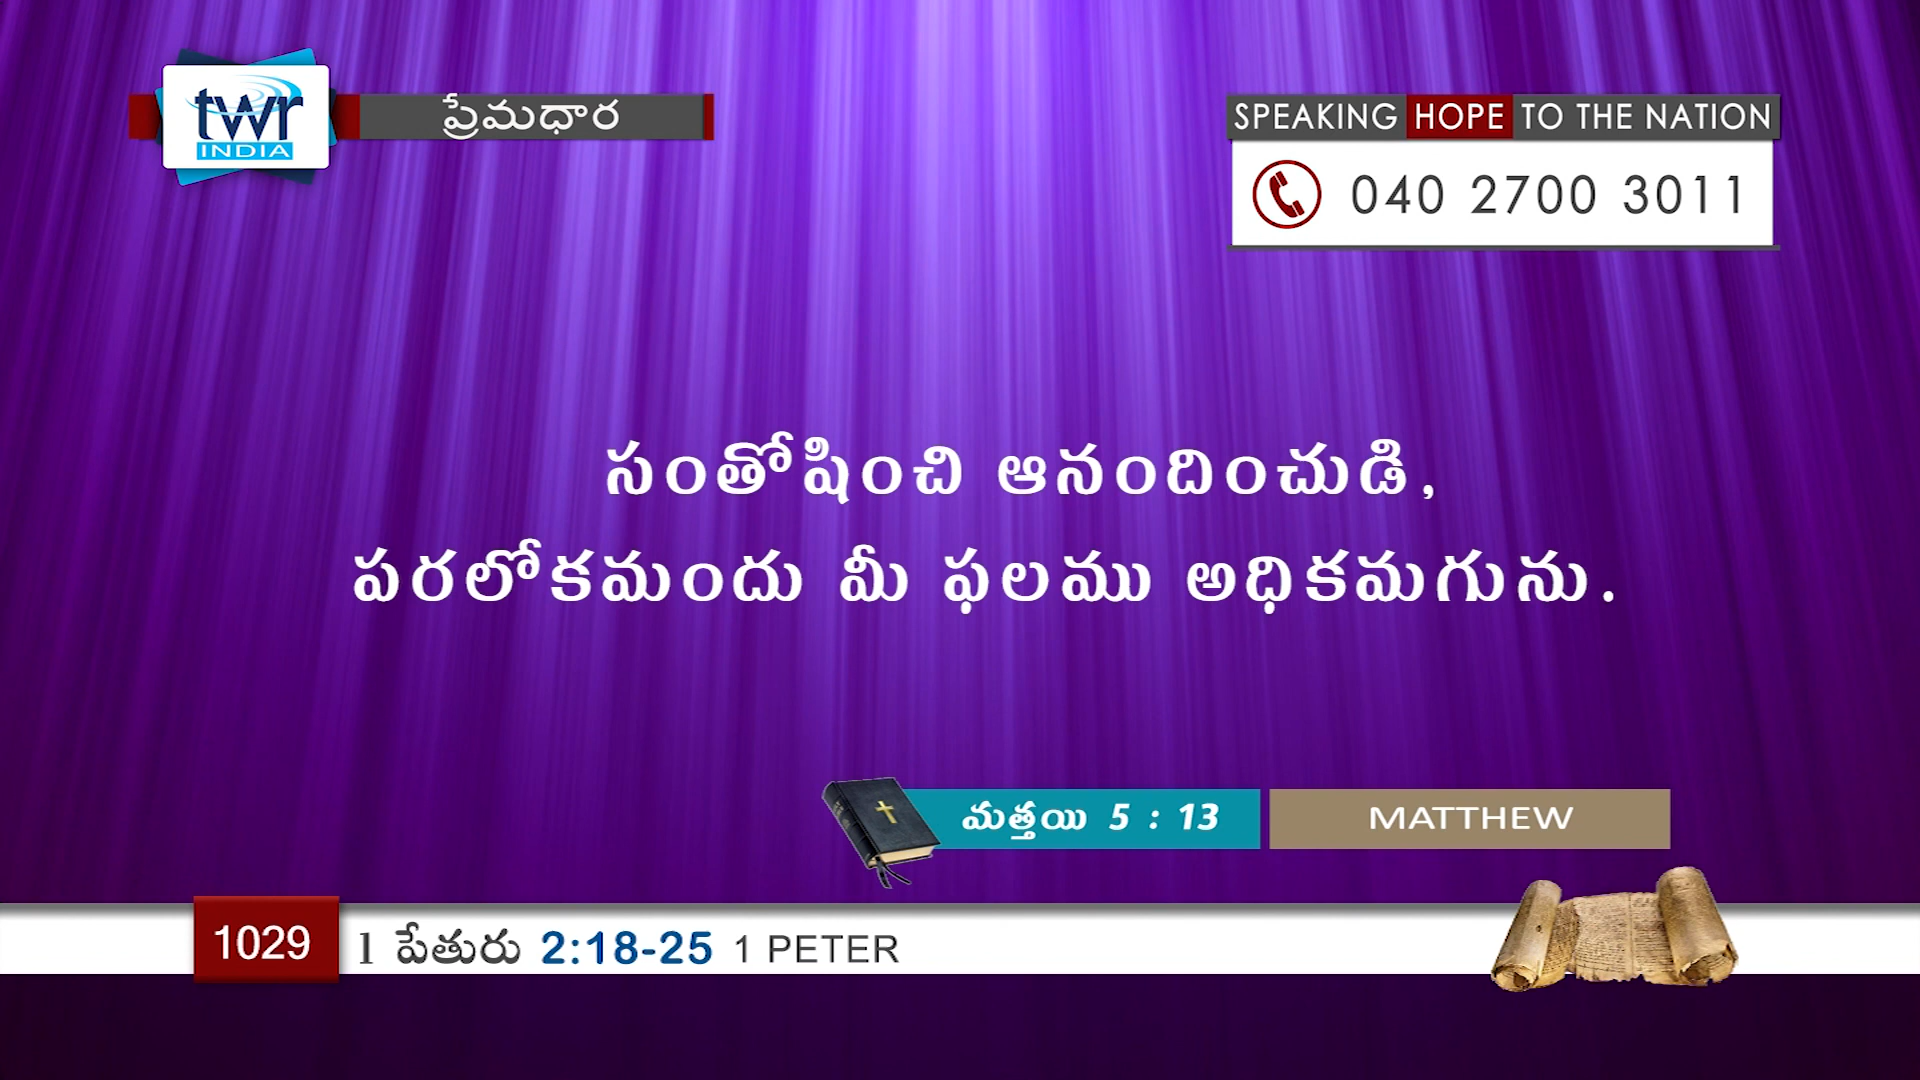 twr
INDIA
ప్రేమధార
SPEAKING HOPE TO THE NATION
040 2700 3011
సంతోషించి ఆనందించుడి,
పరలోకమందు మీ ఫలము అధికమగును.
మత్తయి 5 : 13
MATTHEW
1029
1 పేతురు 2:18-25 1 PETER